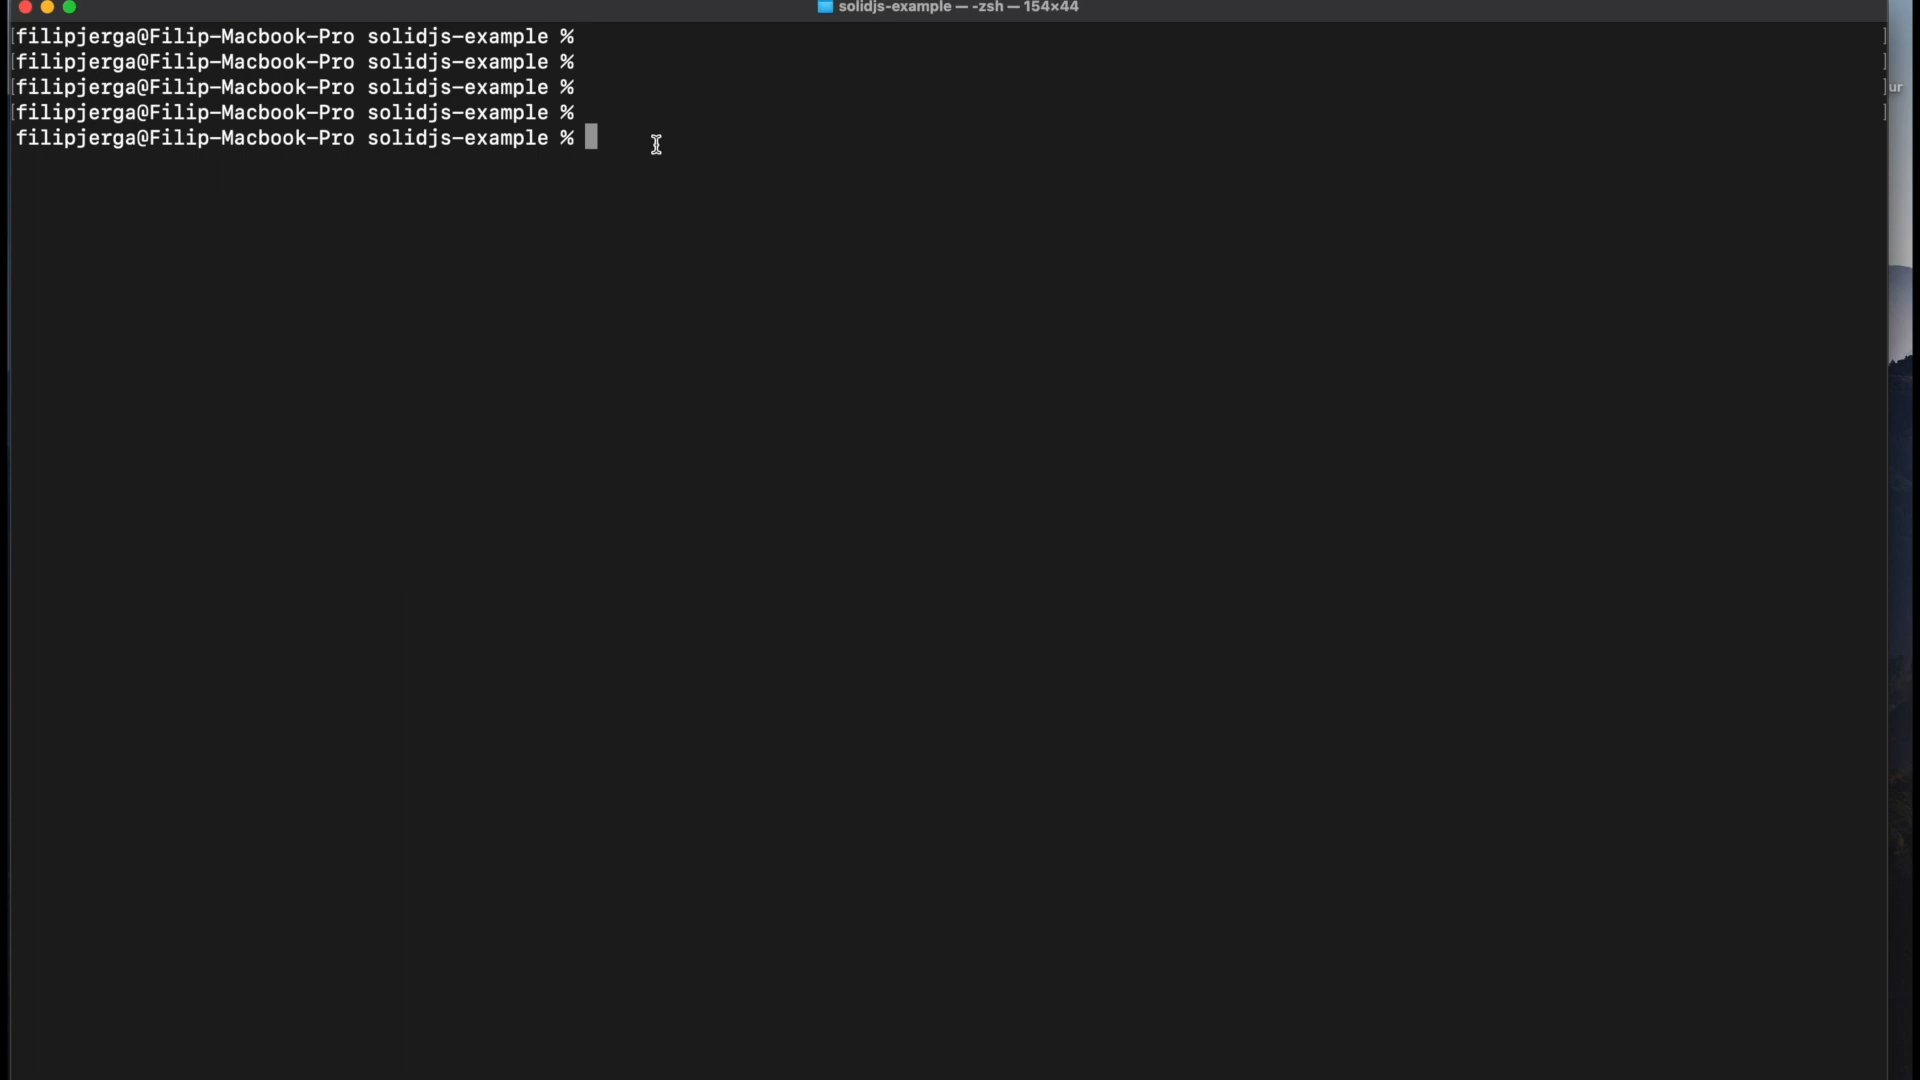 solidjs-example — -zsh — 154×44
[filipjerga@Filip-Macbook-Pro solidjs-example % ]
[filipjerga@Filip-Macbook-Pro solidjs-example % ]
[filipjerga@Filip-Macbook-Pro solidjs-example % ]
ur
[filipjerga@Filip-Macbook-Pro solidjs-example % ]
filipjerga@Filip-Macbook-Pro solidjs-example %